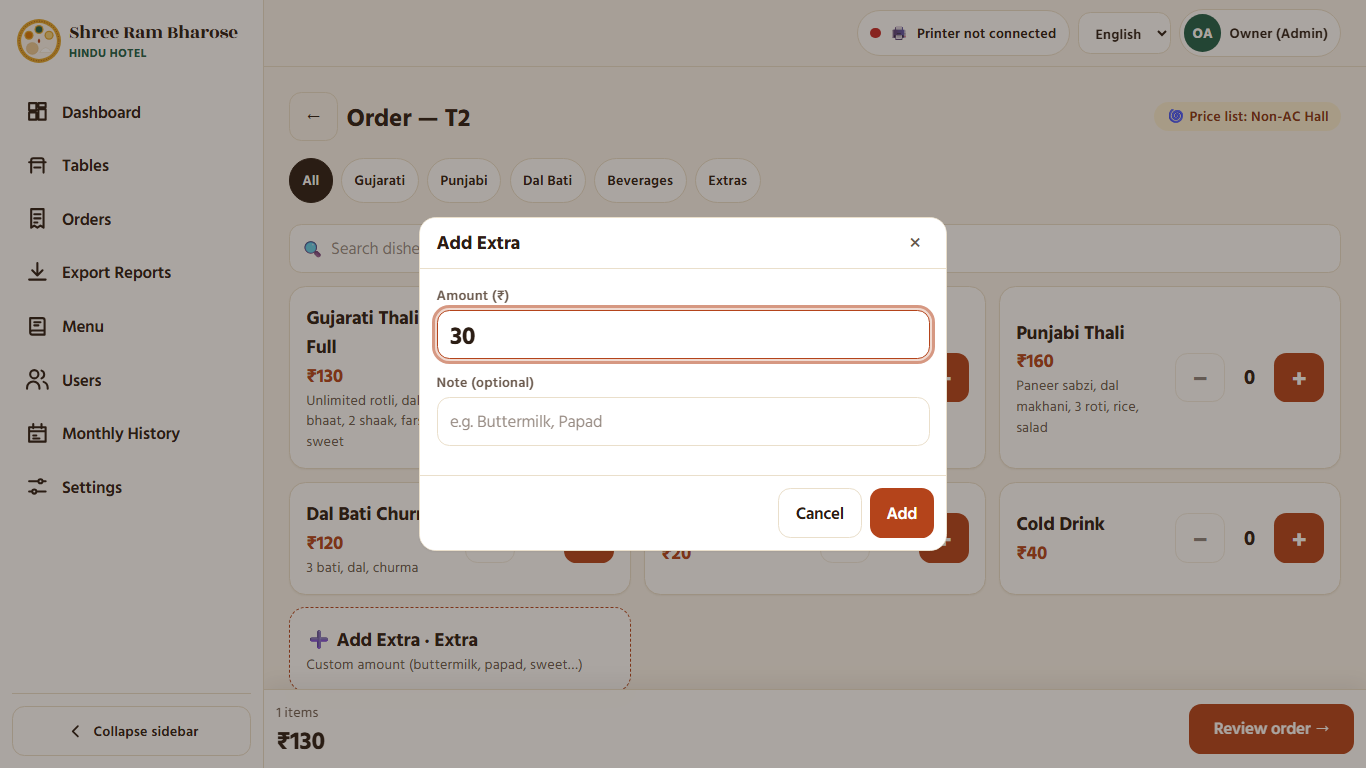 Shree Ram Bharose
HINDU HOTEL
Printer not connected
English
OA
Owner (Admin)
Dashboard
Tables
Orders
Export Reports
Menu
Users
Monthly History
Settings
Collapse sidebar
← Order — T2
Price list: Non-AC Hall
All
Gujarati
Punjabi
Dal Bati
Beverages
Extras
Search dishe
Gujarati Thali
Full
₹130
Unlimited rotli, dal
bhaat, 2 shaak,
sweet
Punjabi Thali
₹160
Paneer sabzi, dal
makhani, 3 roti, rice,
salad
− 0 +
Add Extra
×
Amount (₹)
30
Note (optional)
e.g. Buttermilk, Papad
Cancel
Add
Dal Bati
₹120
3 bati, dal, churma
₹20
Cold Drink
₹40
− 0 +
Add Extra · Extra
Custom amount (buttermilk, papad, sweet...)
1 items
₹130
Review order →